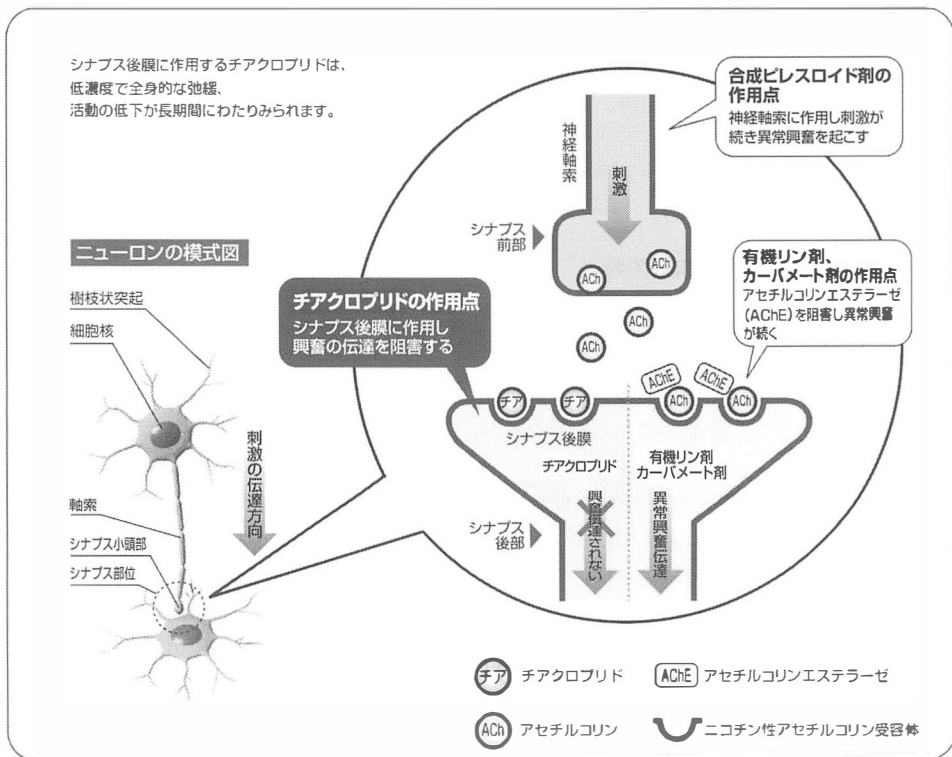 シナプス後膜に作用するチアクロプリドは、
低濃度で全身的な弛緩、
活動の低下が長期間にわたりみられます。
合成ピレスロイド剤の
作用点
神経軸索に作用し刺激が
続き異常興奮を起こす
神経軸索
刺激
シナプス
前部
ACh
ACh
ニューロンの模式図
樹枝状突起
細胞核
刺激の伝達方向
軸索
シナプス小頭部
シナプス部位
チアクロプリドの作用点
シナプス後膜に作用し
興奮の伝達を阻害する
有機リン剤、
カーバメート剤の作用点
アセチルコリンエステラーゼ
(AChE)を阻害し異常興奮
が続く
ACh
ACh
AChE
AChE
チア
チア
ACh
ACh
シナプス後膜
チアクロプリド
有機リン剤
カーバメート剤
シナプス
後部
興奮伝達されない
異常興奮伝達
チア チアクロプリド
AChE アセチルコリンエステラーゼ
ACh アセチルコリン
ニコチン性アセチルコリン受容体